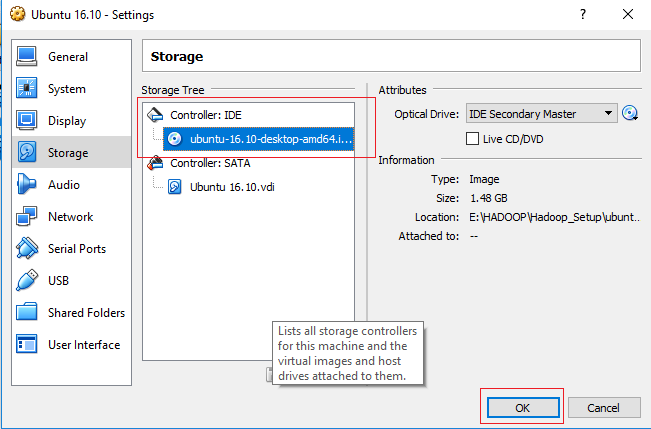 Ubuntu 16.10 - Settings
?
General
System
Display
Storage
Audio
Network
Serial Ports
USB
Shared Folders
User Interface
Storage
Storage Tree
Controller: IDE
ubuntu-16.10-desktop-amd64.i...
Controller: SATA
Ubuntu 16.10.vdi
Lists all storage controllers
for this machine and the
virtual images and host
drives attached to them.
Attributes
Optical Drive: IDE Secondary Master
Live CD/DVD
Information
Type: Image
Size: 1.48 GB
Location: E:\HADOOP\Hadoop_Setup\ubunt...
Attached to: --
OK
Cancel